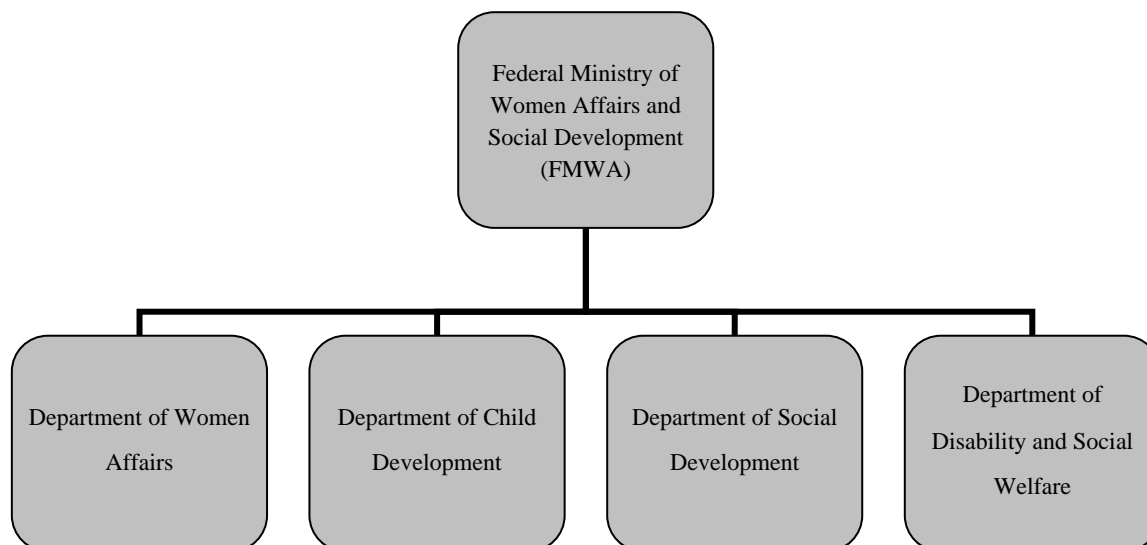 Federal Ministry of
Women Affairs and
Social Development
(FMWA)
Department of Women
Affairs
Department of Child
Development
Department of Social
Development
Department of
Disability and Social
Welfare